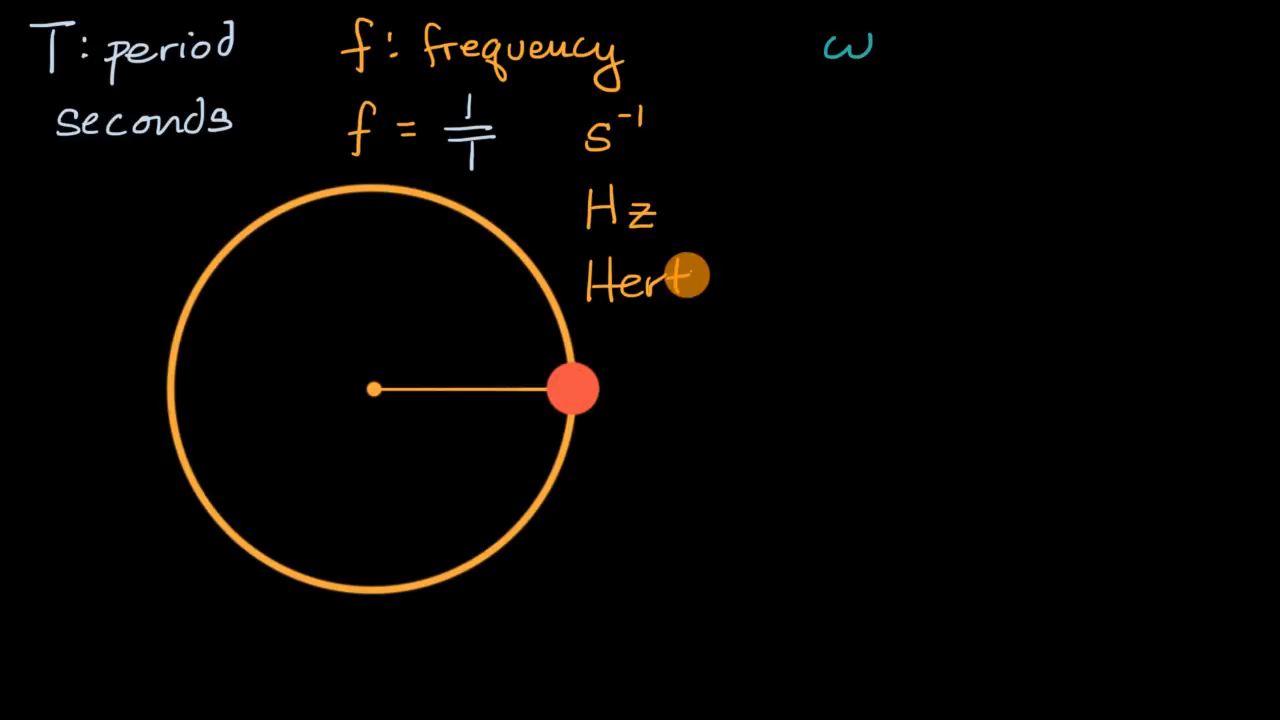 T: period
seconds
f: frequency
f = 1/T
s⁻¹
Hz
Hert
ω